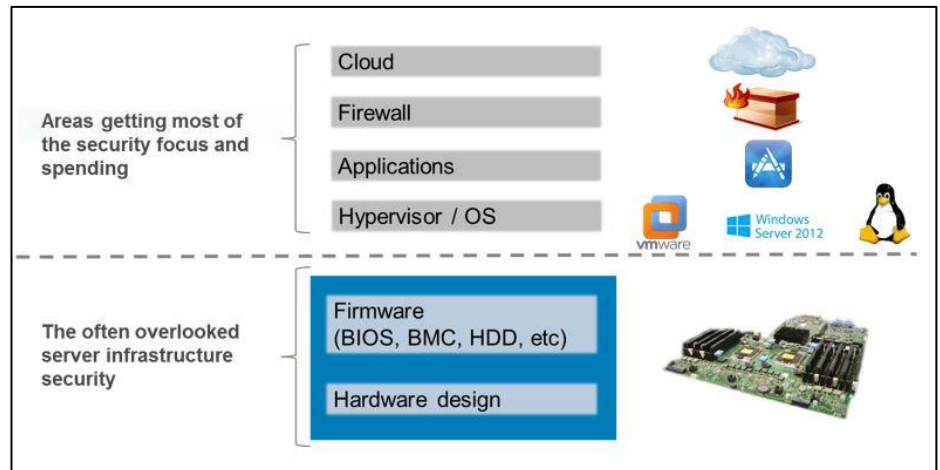 Cloud
Firewall
Areas getting most of
the security focus and
spending
Applications
Hypervisor / OS
vmware
Windows
Server 2012
The often overlooked
server infrastructure
security
Firmware
(BIOS, BMC, HDD, etc)
Hardware design